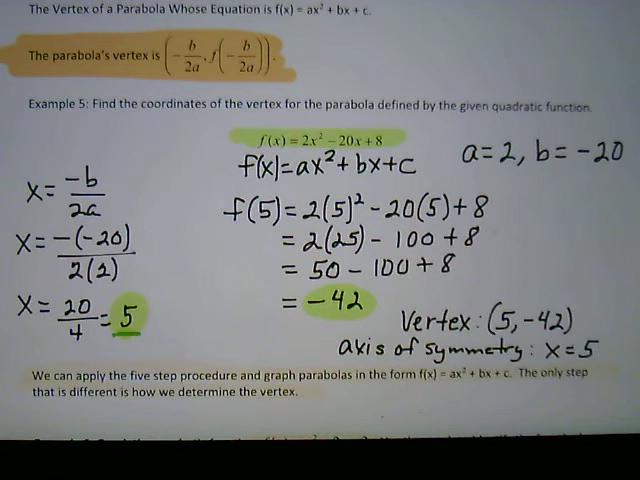 The Vertex of a Parabola Whose Equation is f(x) = ax² + bx + c.
The parabola's vertex is (-b/2a, f(-b/2a)).
Example 5: Find the coordinates of the vertex for the parabola defined by the given quadratic function.
f(x) = 2x² - 20x + 8
f(x) = ax² + bx + c
a = 2, b = -20
x = -b/2a
x = -(-20)/2(2)
x = 20/4 = 5
f(5) = 2(5)² - 20(5) + 8
= 2(25) - 100 + 8
= 50 - 100 + 8
= -42
Vertex: (5, -42)
axis of symmetry: x = 5
We can apply the five step procedure and graph parabolas in the form f(x) = ax² + bx + c. The only step
that is different is how we determine the vertex.